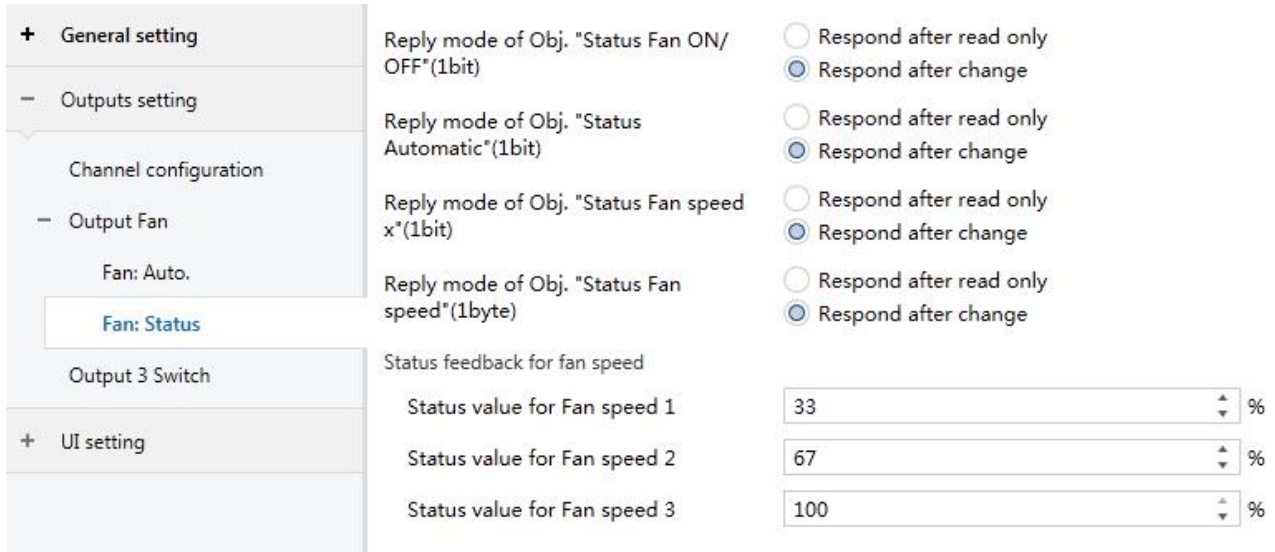 + General setting
− Outputs setting
Channel configuration
− Output Fan
Fan: Auto.
Fan: Status
Output 3 Switch
+ UI setting
Reply mode of Obj. "Status Fan ON/
OFF"(1bit)
Respond after read only
Respond after change
Reply mode of Obj. "Status
Automatic"(1bit)
Respond after read only
Respond after change
Reply mode of Obj. "Status Fan speed
x"(1bit)
Respond after read only
Respond after change
Reply mode of Obj. "Status Fan
speed"(1byte)
Respond after read only
Respond after change
Status feedback for fan speed
Status value for Fan speed 1 33 %
Status value for Fan speed 2 67 %
Status value for Fan speed 3 100 %